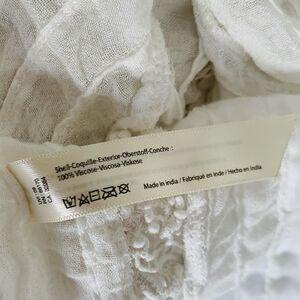 Shell-Coquille-Exterior-Oberstoff-Conche :
100% Viscose-Viscosa-Viskose
Made in india / Fabriqué en Inde / Hecho en India